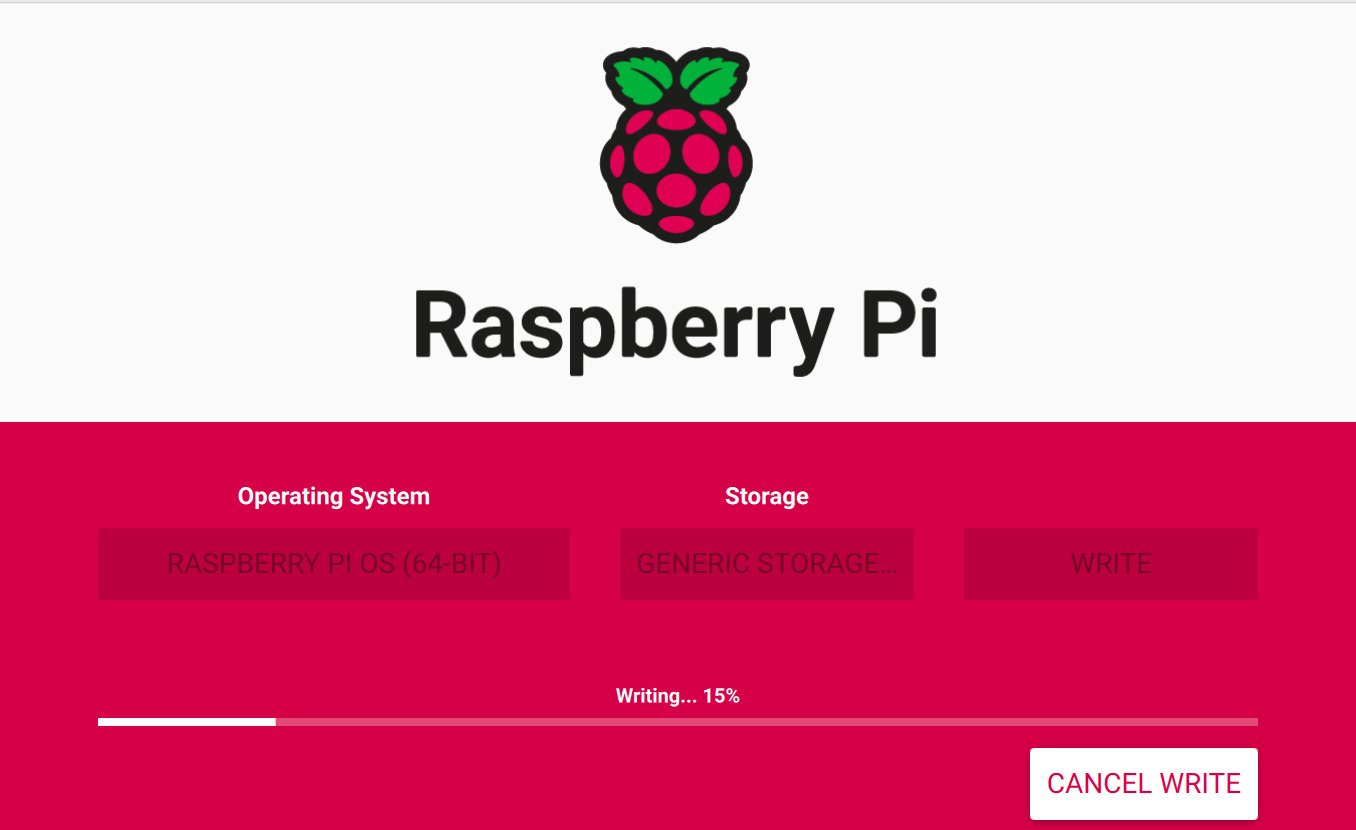 Raspberry Pi
Operating System
Storage
RASPBERRY PI OS (64-BIT)
GENERIC STORAGE...
WRITE
Writing... 15%
CANCEL WRITE